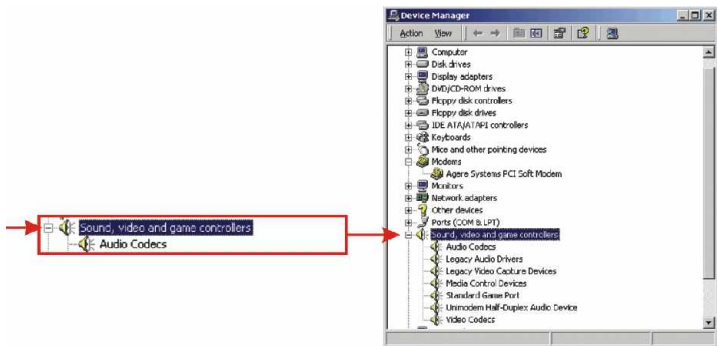 Device Manager
Action View
Computer
Disk drives
Display adapters
DVD/CD-ROM drives
Floppy disk controllers
Floppy disk drives
IDE ATA/ATAPI controllers
Keyboards
Mice and other pointing devices
Modems
Agere Systems PCI Soft Modem
Monitors
Network adapters
Other devices
Ports (COM & LPT)
Sound, video and game controllers
Audio Codecs
Legacy Audio Drivers
Legacy Video Capture Devices
Media Control Devices
Standard Game Port
Unimodem Half-Duplex Audio Device
Video Codecs
Sound, video and game controllers
Audio Codecs